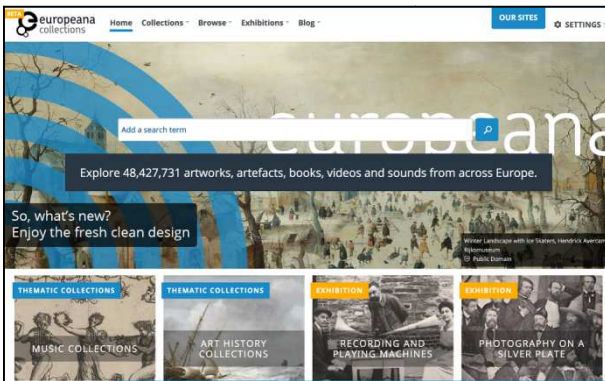 BETA
europeana
collections
Home Collections Browse Exhibitions Blog
OUR SITES
SETTINGS
europeana
Add a search term
Explore 48,427,731 artworks, artefacts, books, videos and sounds from across Europe.
So, what's new?
Enjoy the fresh clean design
Winter Landscape with Ice Skaters, Hendrick Avercam
Rijksmuseum
Public Domain
THEMATIC COLLECTIONS
MUSIC COLLECTIONS
THEMATIC COLLECTIONS
ART HISTORY
COLLECTIONS
EXHIBITION
RECORDING AND
PLAYING MACHINES
EXHIBITION
PHOTOGRAPHY ON A
SILVER PLATE